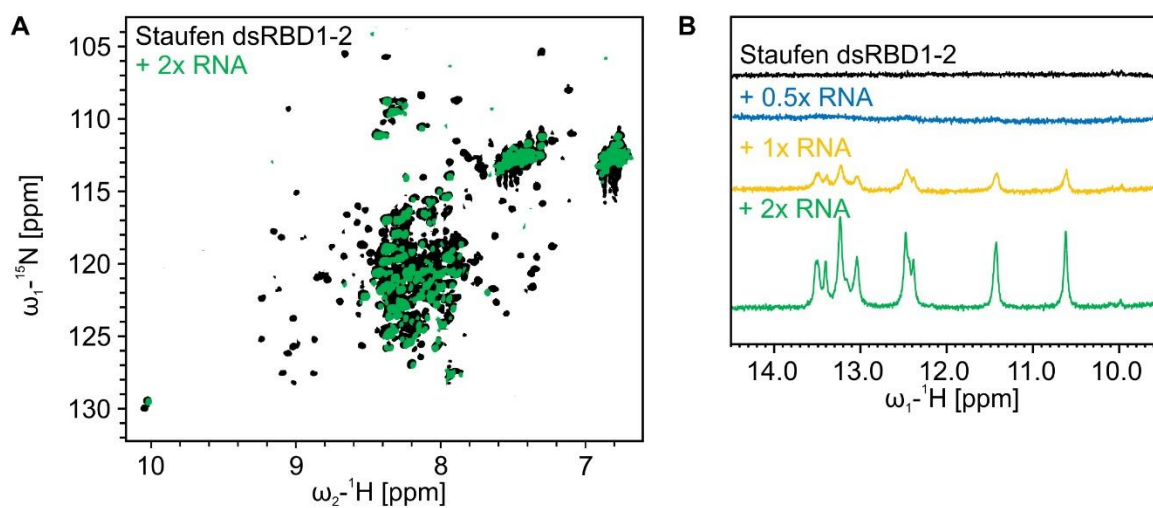 A
Staufen dsRBD1-2
+ 2x RNA
105
110
115
120
125
130
ω₁-¹⁵N [ppm]
10
9
8
7
ω₂-¹H [ppm]
B
Staufen dsRBD1-2
+ 0.5x RNA
+ 1x RNA
+ 2x RNA
14.0
13.0
12.0
11.0
10.0
ω₁-¹H [ppm]